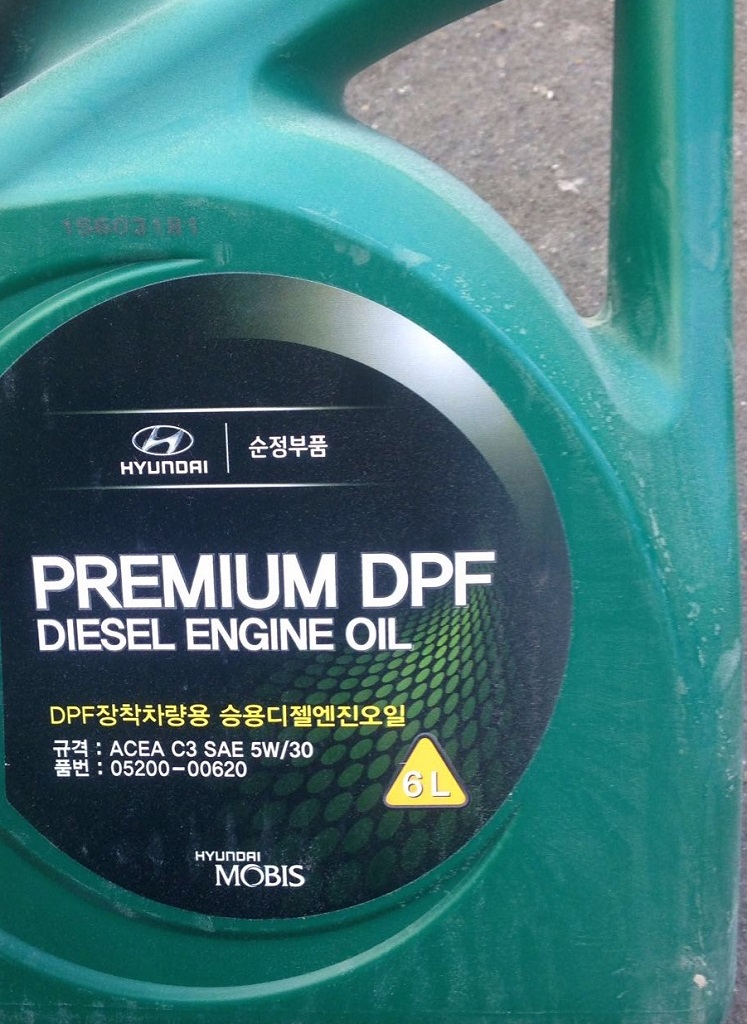 HYUNDAI 순정부품
PREMIUM DPF
DIESEL ENGINE OIL
DPF장착차량용 승용디젤엔진오일
규격 : ACEA C3 SAE 5W/30
품번 : 05200-00620
6 L
HYUNDAI
MOBIS